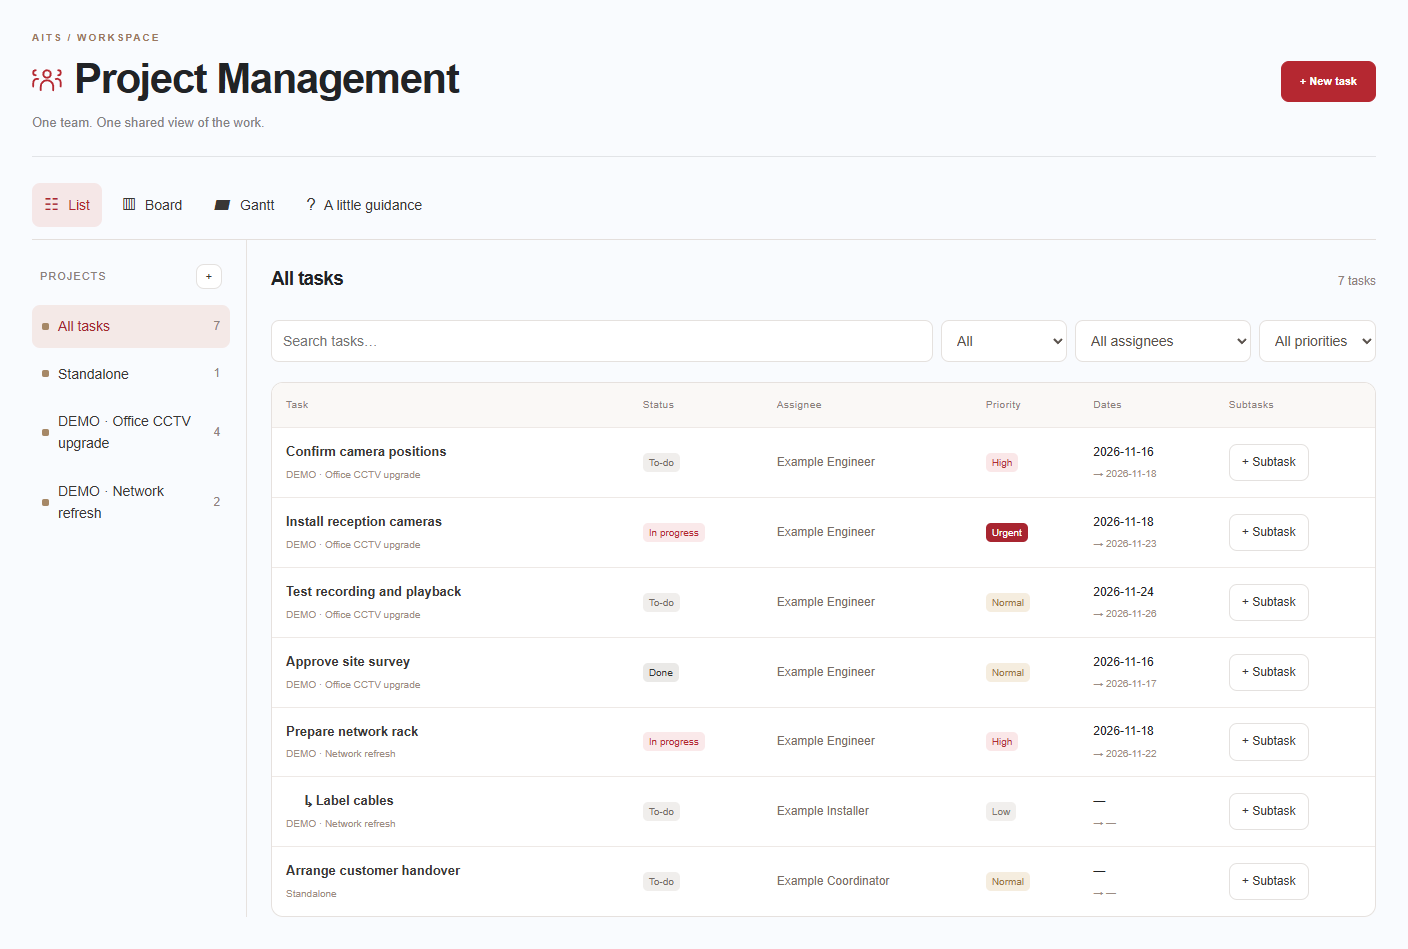 AITS / WORKSPACE
Project Management
+ New task
One team. One shared view of the work.
List
Board
Gantt
? A little guidance
PROJECTS
+
All tasks 7
Standalone 1
DEMO · Office CCTV upgrade 4
DEMO · Network refresh 2
All tasks
7 tasks
Search tasks...
All
All assignees
All priorities
Task Status Assignee Priority Dates Subtasks
Confirm camera positions
DEMO · Office CCTV upgrade
To-do
Example Engineer
High
2026-11-16
→ 2026-11-18
+ Subtask
Install reception cameras
DEMO · Office CCTV upgrade
In progress
Example Engineer
Urgent
2026-11-18
→ 2026-11-23
+ Subtask
Test recording and playback
DEMO · Office CCTV upgrade
To-do
Example Engineer
Normal
2026-11-24
→ 2026-11-26
+ Subtask
Approve site survey
DEMO · Office CCTV upgrade
Done
Example Engineer
Normal
2026-11-16
→ 2026-11-17
+ Subtask
Prepare network rack
DEMO · Network refresh
In progress
Example Engineer
High
2026-11-18
→ 2026-11-22
+ Subtask
↳ Label cables
DEMO · Network refresh
To-do
Example Installer
Low
—
→ —
+ Subtask
Arrange customer handover
Standalone
To-do
Example Coordinator
Normal
—
→ —
+ Subtask